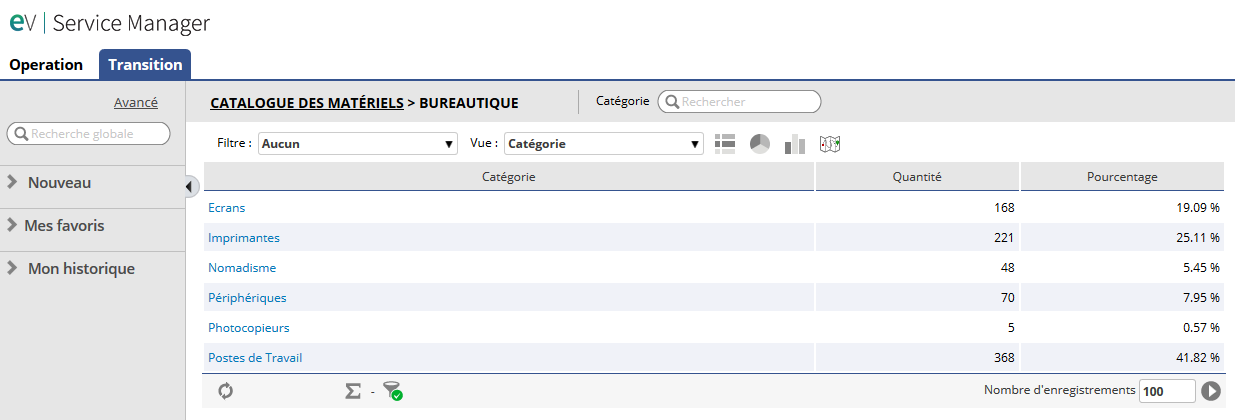 eV | Service Manager
Operation Transition
Avancé
CATALOGUE DES MATÉRIELS > BUREAUTIQUE Catégorie Rechercher
Recherche globale
Filtre : Aucun Vue : Catégorie
Catégorie Quantité Pourcentage
Nouveau
Mes favoris
Mon historique
Ecrans 168 19.09 %
Imprimantes 221 25.11 %
Nomadisme 48 5.45 %
Périphériques 70 7.95 %
Photocopieurs 5 0.57 %
Postes de Travail 368 41.82 %
Σ - Nombre d'enregistrements 100